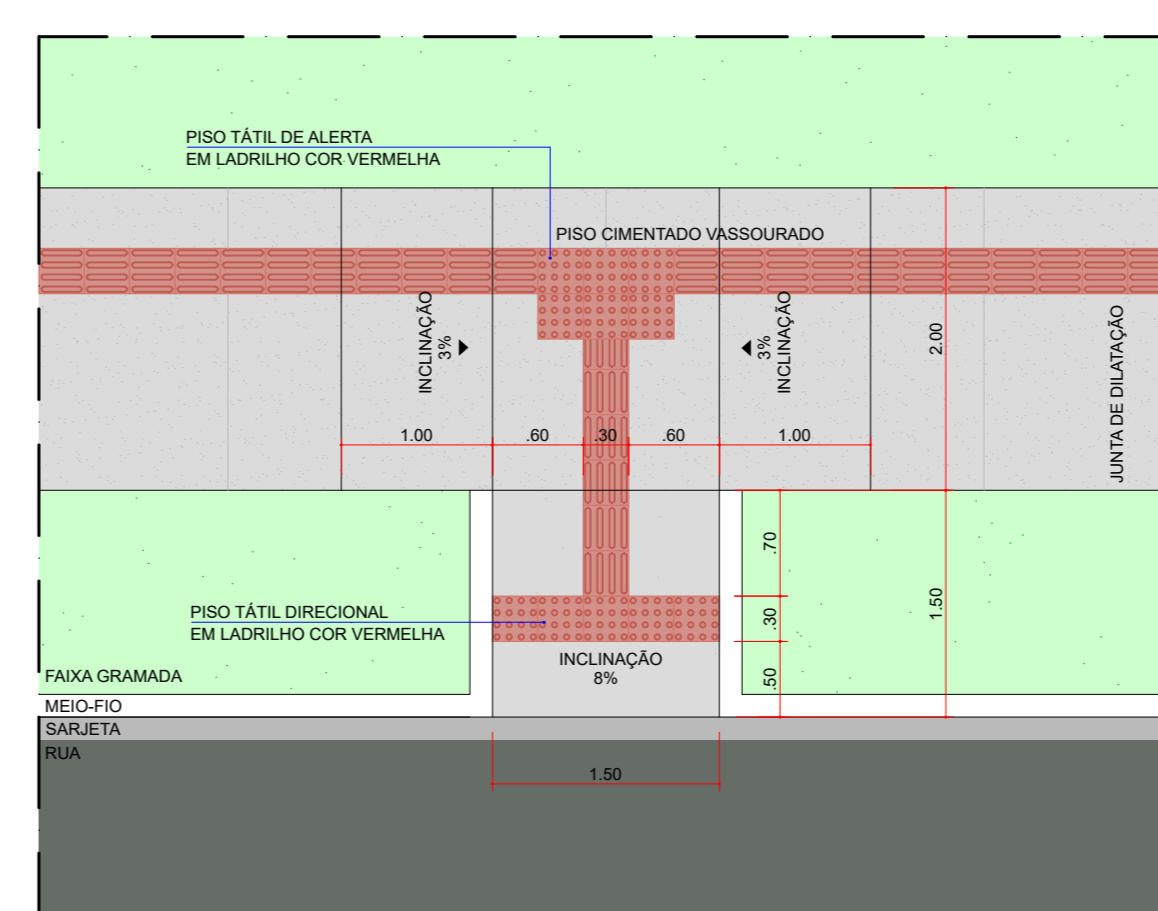 PISO TÁTIL DE ALERTA
EM LADRILHO COR VERMELHA
PISO CIMENTADO VASSOURADO
INCLINAÇÃO
3%
INCLINAÇÃO
3%
2.00
JUNTA DE DILATAÇÃO
1.00
.60
.30
.60
1.00
.70
1.50
.30
.50
PISO TÁTIL DIRECIONAL
EM LADRILHO COR VERMELHA
INCLINAÇÃO
8%
FAIXA GRAMADA
MEIO-FIO
SARJETA
RUA
1.50